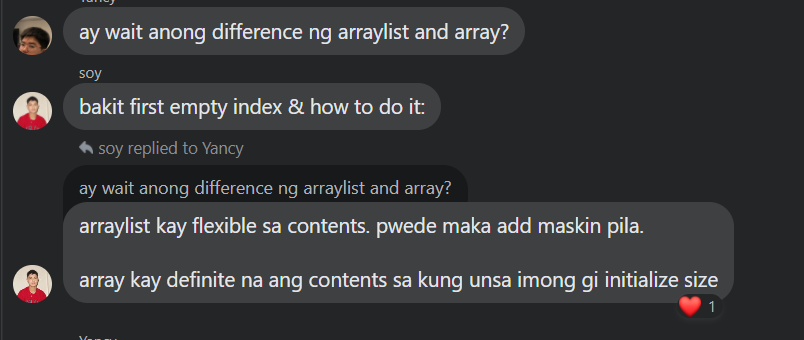 Yancy
ay wait anong difference ng arraylist and array?
soy
bakit first empty index & how to do it:
soy replied to Yancy
ay wait anong difference ng arraylist and array?
arraylist kay flexible sa contents. pwede maka add maskin pila.
array kay definite na ang contents sa kung unsa imong gi initialize size
1
Yancy